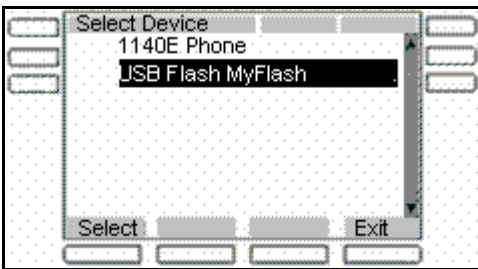 Select Device
1140E Phone
USB Flash MyFlash .
Select Exit